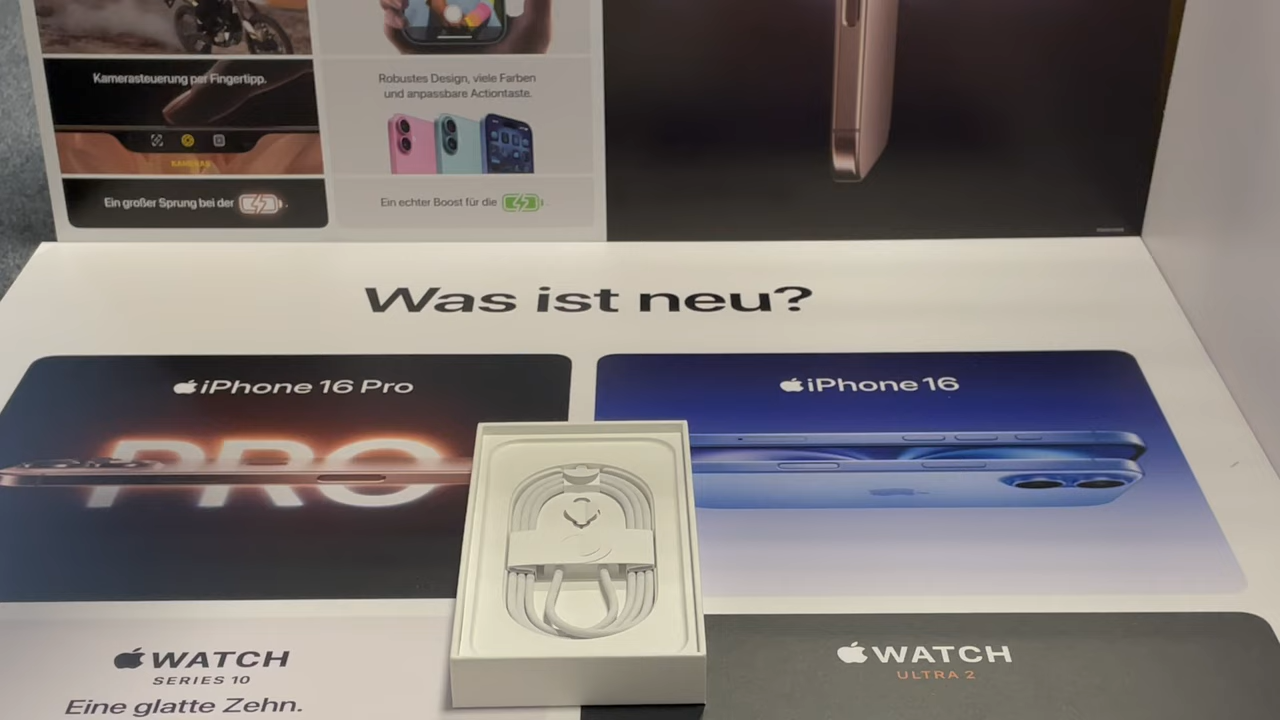 Kamerasteuerung per Fingertipp.
KAMERAS
Ein großer Sprung bei der .
Robustes Design, viele Farben
und anpassbare Actiontaste.
Ein echter Boost für die .
Was ist neu?
iPhone 16 Pro
PRO
iPhone 16
WATCH
SERIES 10
Eine glatte Zehn.
WATCH
ULTRA 2